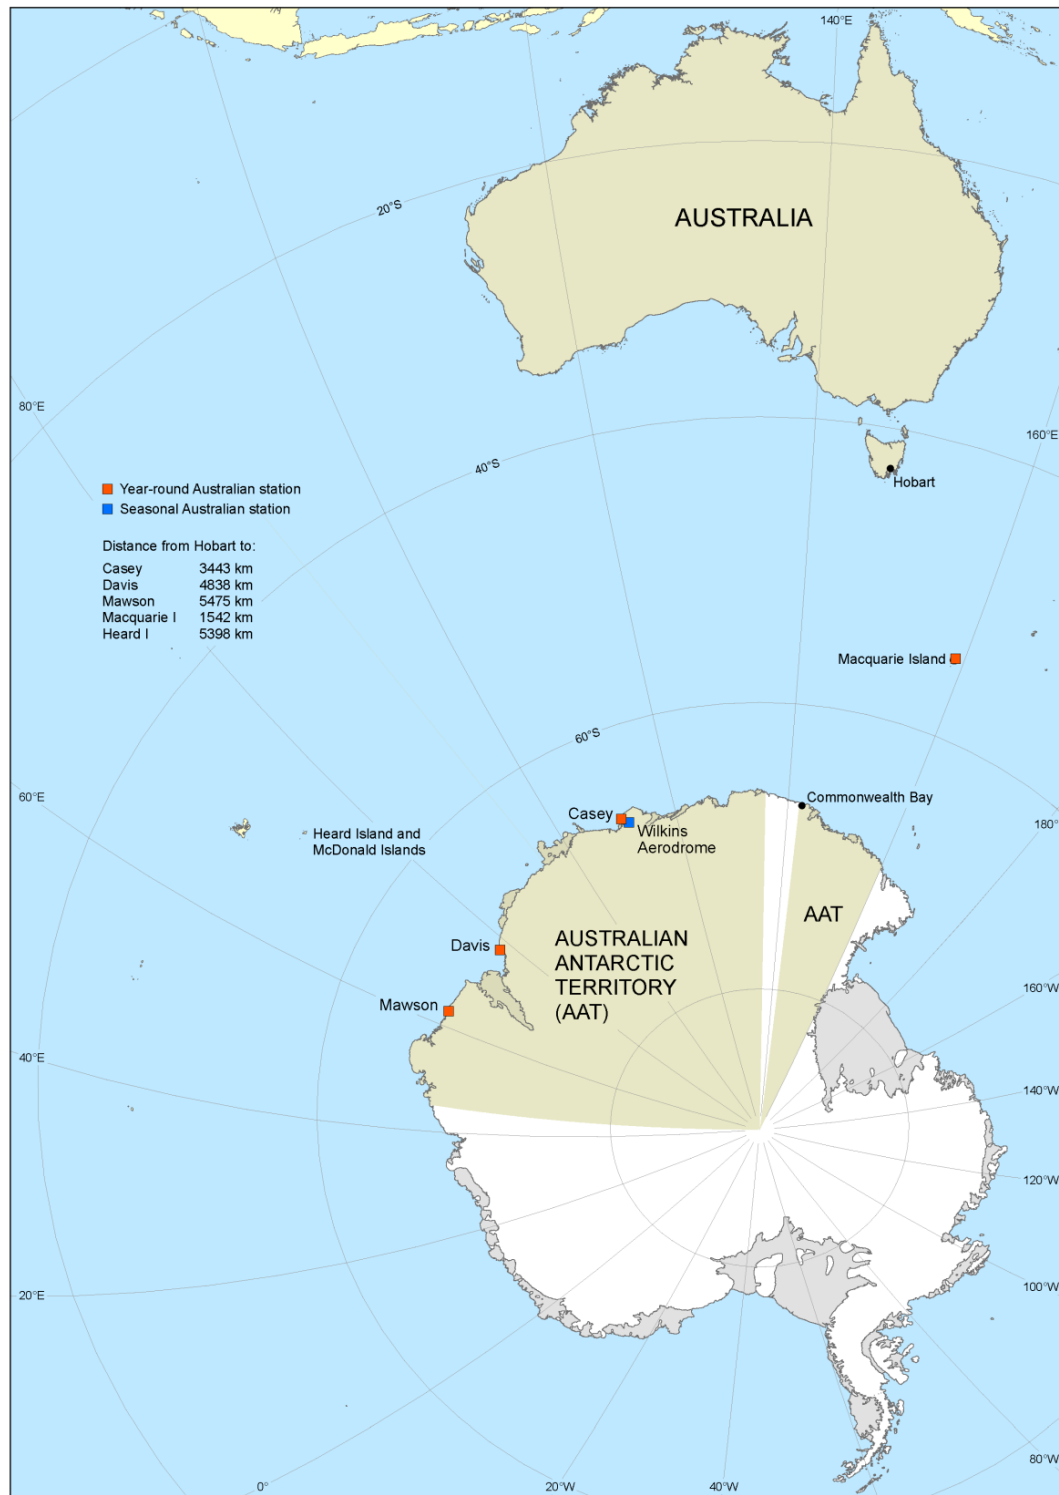 140°E
20°S
AUSTRALIA
80°E
160°E
40°S
Hobart
Year-round Australian station
Seasonal Australian station
Distance from Hobart to:
Casey 3443 km
Davis 4838 km
Mawson 5475 km
Macquarie I 1542 km
Heard I 5398 km
Macquarie Island
60°S
60°E
Commonwealth Bay
Casey
Wilkins
Aerodrome
180°
Heard Island and
McDonald Islands
AAT
Davis
AUSTRALIAN
ANTARCTIC
TERRITORY
(AAT)
Mawson
160°W
40°E
140°W
120°W
100°W
20°E
80°W
0°
20°W
40°W